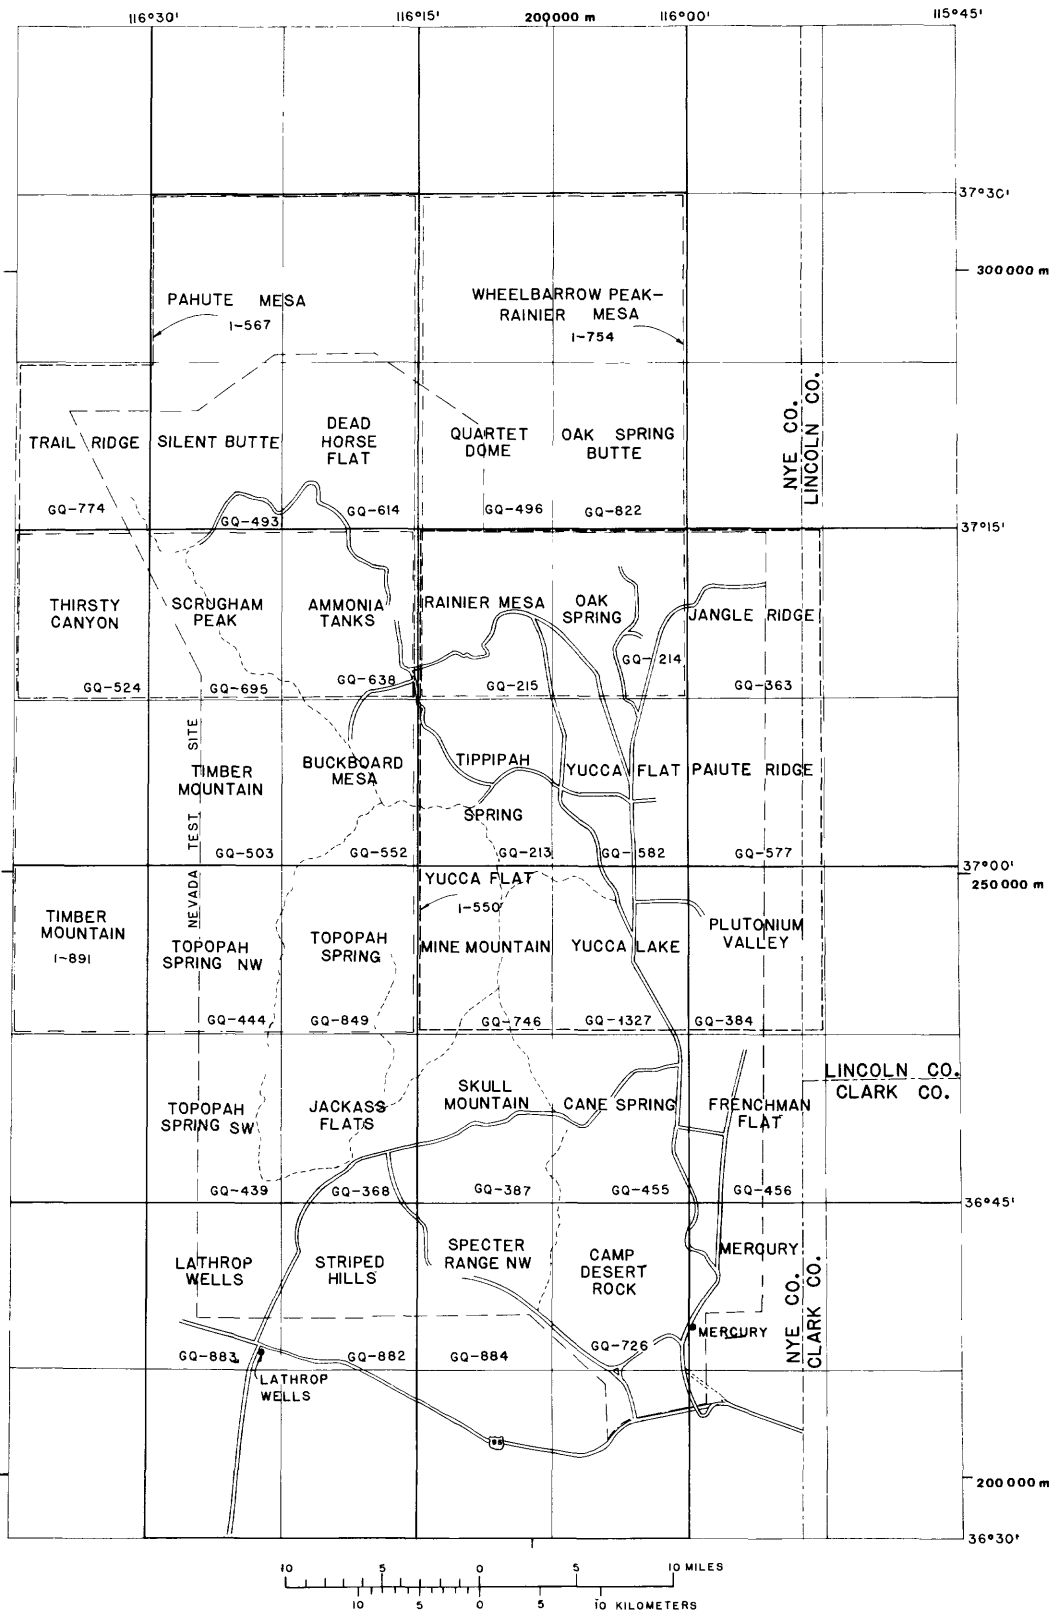 116°30'
116°15'
200000 m
116°00'
115°45'
37°30'
300000 m
PAHUTE MESA
I-567
WHEELBARROW PEAK-
RAINIER MESA
I-754
NYE CO.
LINCOLN CO.
TRAIL RIDGE
SILENT BUTTE
DEAD
HORSE
FLAT
QUARTET
DOME
OAK SPRING
BUTTE
GQ-774
GQ-493
GQ-614
GQ-496
GQ-822
37°15'
THIRSTY
CANYON
SCRUGHAM
PEAK
AMMONIA
TANKS
RAINIER MESA
OAK
SPRING
JANGLE RIDGE
GQ-214
GQ-524
GQ-695
GQ-638
GQ-215
GQ-363
NEVADA TEST SITE
TIMBER
MOUNTAIN
BUCKBOARD
MESA
TIPPIPAH
SPRING
YUCCA FLAT
PAIUTE RIDGE
GQ-503
GQ-552
GQ-213
GQ-582
GQ-577
37°00'
250000 m
YUCCA FLAT
I-550
TIMBER
MOUNTAIN
I-891
TOPOPAH
SPRING NW
TOPOPAH
SPRING
MINE MOUNTAIN
YUCCA LAKE
PLUTONIUM
VALLEY
GQ-444
GQ-849
GQ-746
GQ-1327
GQ-384
LINCOLN CO.
CLARK CO.
TOPOPAH
SPRING SW
JACKASS
FLATS
SKULL
MOUNTAIN
CANE SPRING
FRENCHMAN
FLAT
GQ-439
GQ-368
GQ-387
GQ-455
GQ-456
36°45'
LATHROP
WELLS
STRIPED
HILLS
SPECTER
RANGE NW
CAMP
DESERT
ROCK
MERCURY
NYE CO.
CLARK CO.
MERCURY
GQ-883
GQ-882
GQ-884
GQ-726
LATHROP
WELLS
95
200000 m
36°30'
10 5 0 5 10 MILES
10 5 0 5 10 KILOMETERS